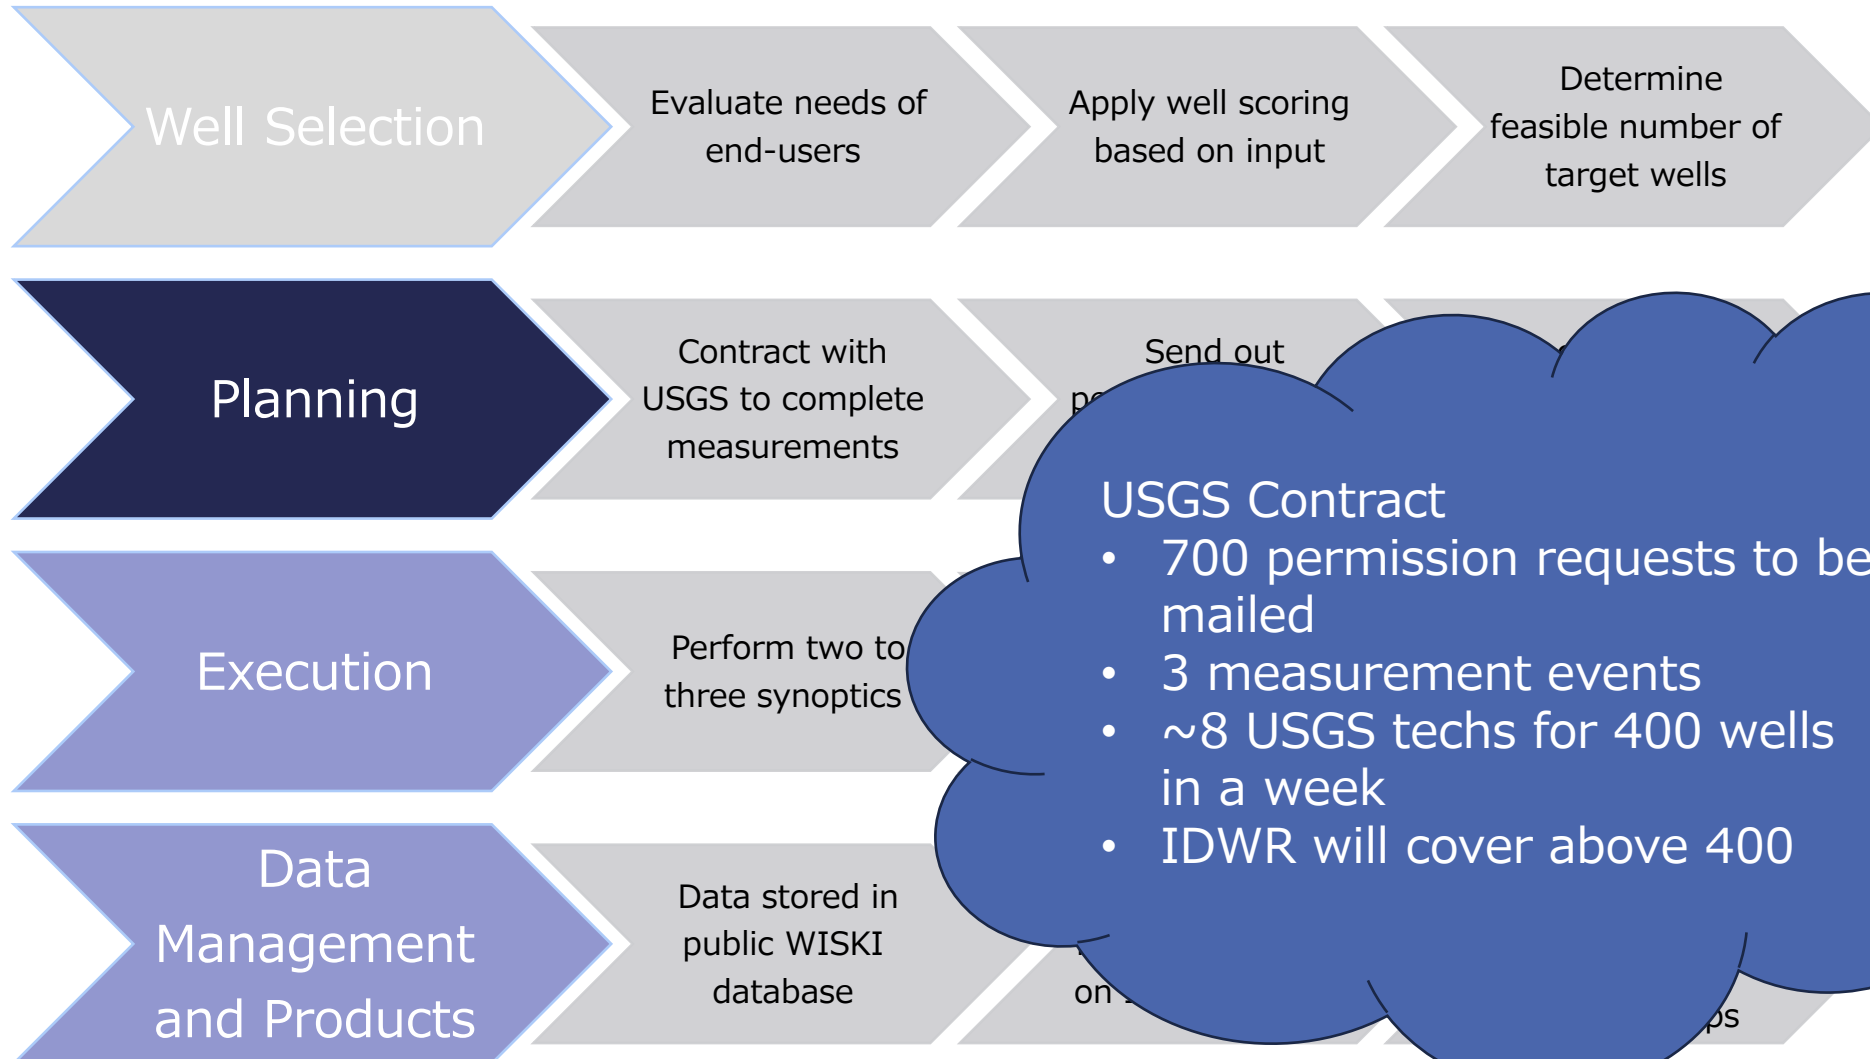 Well Selection
Evaluate needs of
end-users
Apply well scoring
based on input
Determine
feasible number of
target wells
Planning
Contract with
USGS to complete
measurements
Send out
USGS Contract
• 700 permission requests to be
mailed
• 3 measurement events
• ~8 USGS techs for 400 wells
in a week
• IDWR will cover above 400
Execution
Perform two to
three synoptics
Data
Management
and Products
Data stored in
public WISKI
database
on